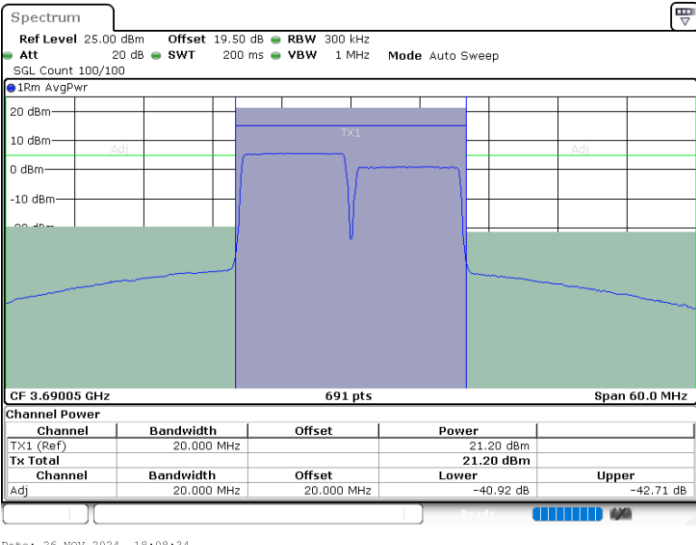 Spectrum
Ref Level 25.00 dBm Offset 19.50 dB RBW 300 kHz
Att 20 dB SWT 200 ms VBW 1 MHz Mode Auto Sweep
SGL Count 100/100
1Rm AvgPwr
20 dBm
TX1
10 dBm
Adj Adj
0 dBm
-10 dBm
CF 3.69005 GHz 691 pts Span 60.0 MHz
Channel Power
Channel Bandwidth Offset Power
TX1 (Ref) 20.000 MHz 21.20 dBm
Tx Total 21.20 dBm
Channel Bandwidth Offset Lower Upper
Adj 20.000 MHz 20.000 MHz -40.92 dB -42.71 dB
Ready